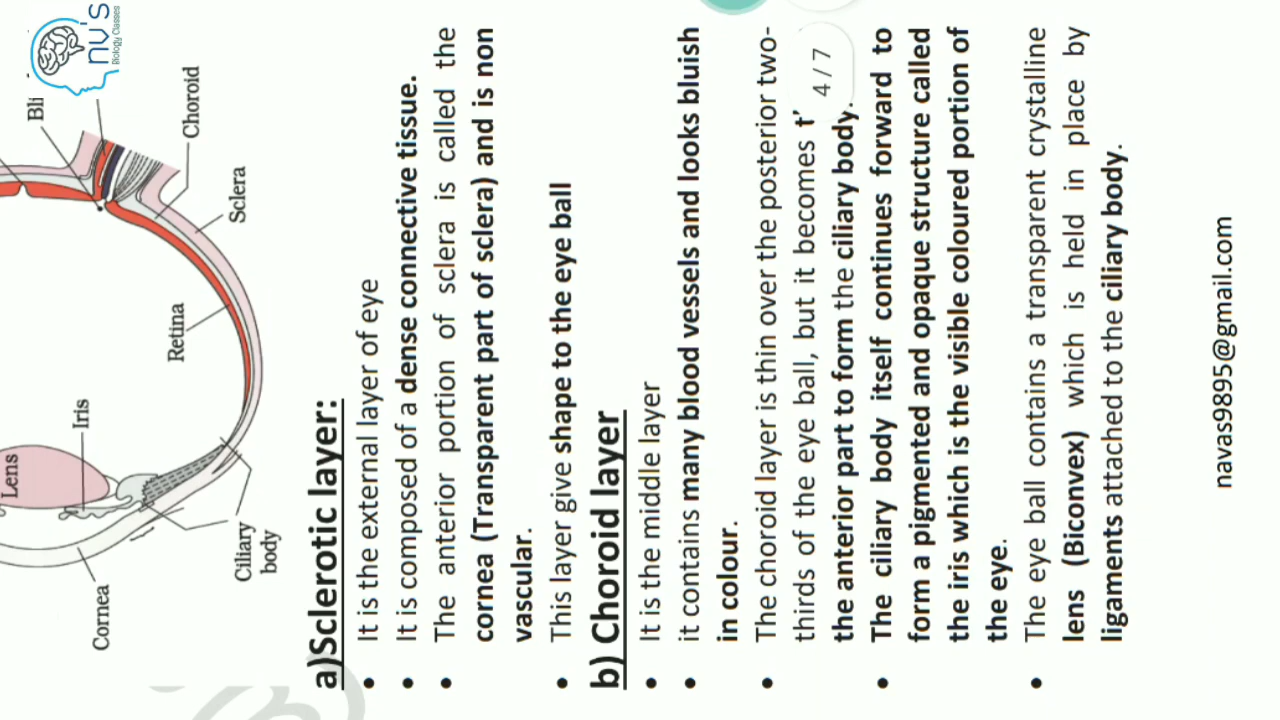 nv's
Biology Classes
Bli
Choroid
Sclera
Retina
Iris
Lens
Ciliary
body
Cornea
a)Sclerotic layer:
• It is the external layer of eye
• It is composed of a dense connective tissue.
• The anterior portion of sclera is called the
cornea (Transparent part of sclera) and is non
vascular.
• This layer give shape to the eye ball
b) Choroid layer
• It is the middle layer
• it contains many blood vessels and looks bluish
in colour.
• The choroid layer is thin over the posterior two-
thirds of the eye ball, but it becomes
the anterior part to form the ciliary body.
• The ciliary body itself continues forward to
form a pigmented and opaque structure called
the iris which is the visible coloured portion of
the eye.
• The eye ball contains a transparent crystalline
lens (Biconvex) which is held in place by
ligaments attached to the ciliary body.
4 / 7
navas9895@gmail.com